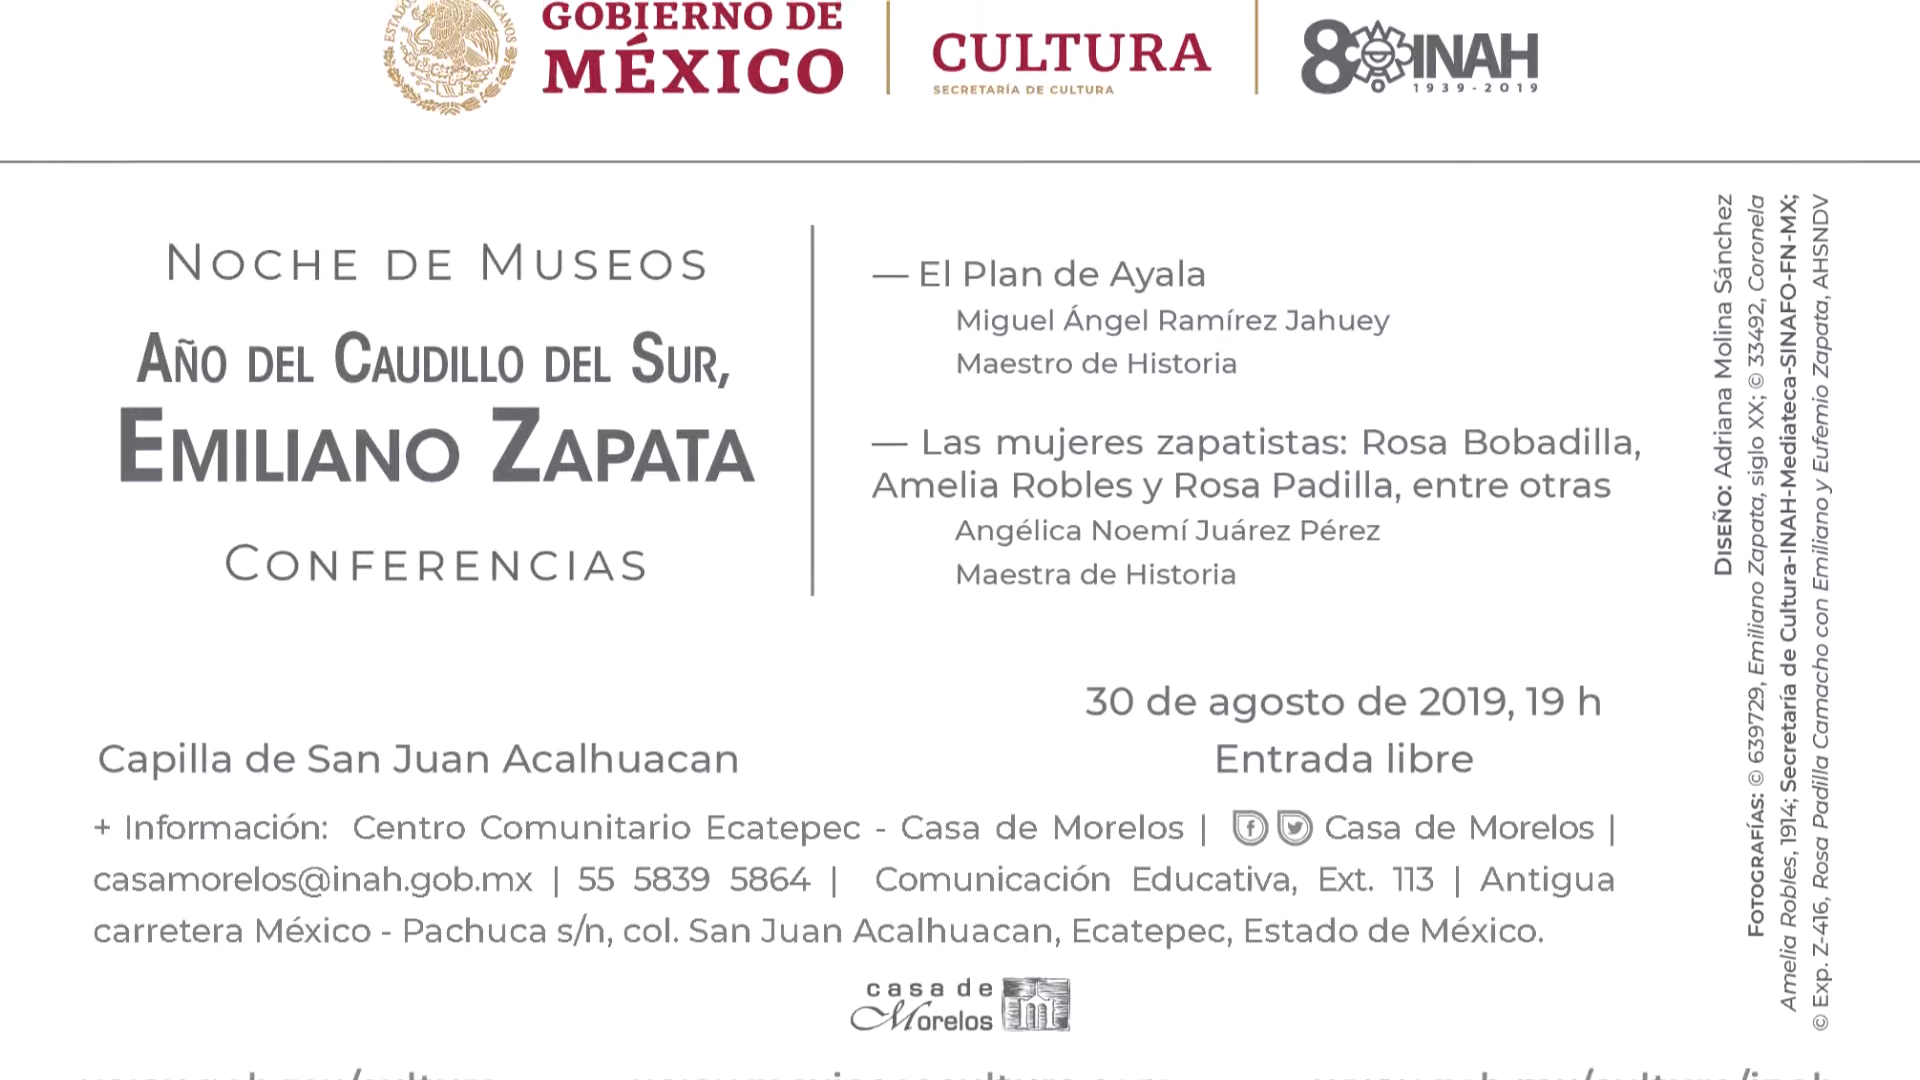 GOBIERNO DE
MÉXICO
CULTURA
SECRETARÍA DE CULTURA
80 INAH
1939-2019
NOCHE DE MUSEOS
AÑO DEL CAUDILLO DEL SUR,
EMILIANO ZAPATA
CONFERENCIAS
— El Plan de Ayala
Miguel Ángel Ramírez Jahuey
Maestro de Historia
— Las mujeres zapatistas: Rosa Bobadilla,
Amelia Robles y Rosa Padilla, entre otras
Angélica Noemí Juárez Pérez
Maestra de Historia
30 de agosto de 2019, 19 h
Capilla de San Juan Acalhuacan
Entrada libre
+ Información: Centro Comunitario Ecatepec - Casa de Morelos | Casa de Morelos |
casamorelos@inah.gob.mx | 55 5839 5864 | Comunicación Educativa, Ext. 113 | Antigua
carretera México - Pachuca s/n, col. San Juan Acalhuacan, Ecatepec, Estado de México.
casa de
Morelos
DISEÑO: Adriana Molina Sánchez
FOTOGRAFÍAS: © 639729, Emiliano Zapata, siglo XX; © 33492, Coronela
Amelia Robles, 1914; Secretaría de Cultura-INAH-Mediateca-SINAFO-FN-MX;
© Exp. Z-416, Rosa Padilla Camacho con Emiliano y Eufemio Zapata, AHSNDV